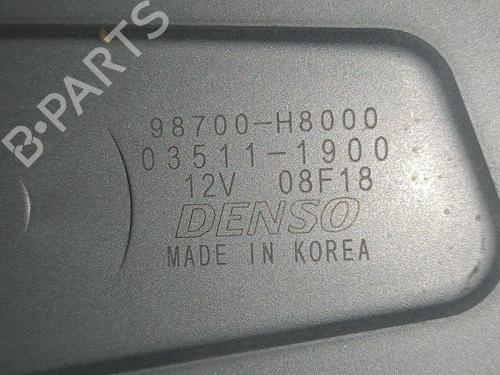 B-PARTS
98700-H8000
03511-1900
12V 08F18
DENSO
MADE IN KOREA